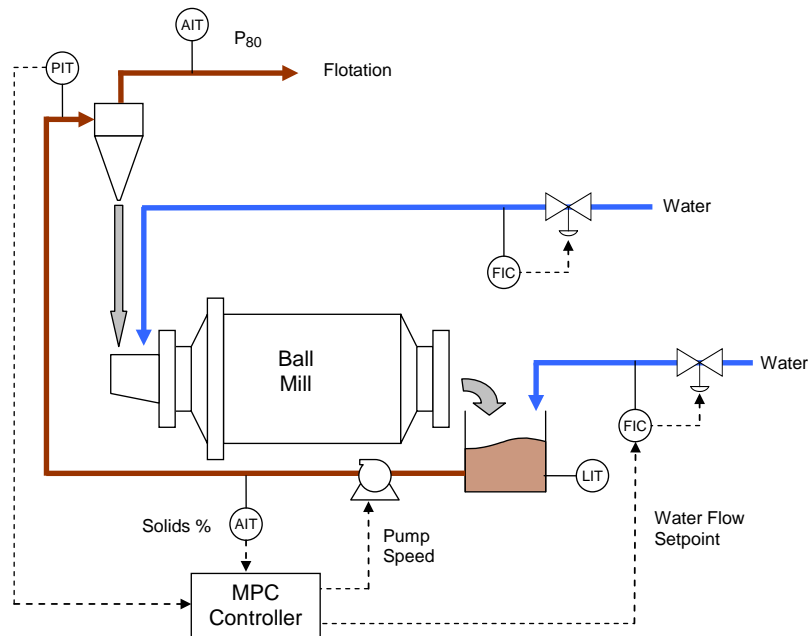 AIT
P80
PIT
Flotation
Water
FIC
Ball
Mill
Water
FIC
LIT
Solids %
AIT
Pump
Speed
Water Flow
Setpoint
MPC
Controller